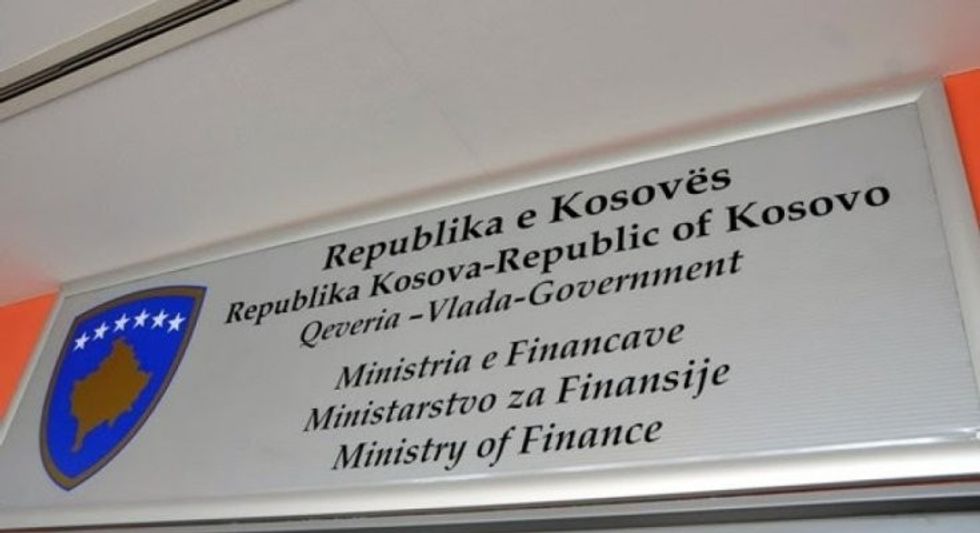 Republika e Kosovës
Republika Kosova-Republic of Kosovo
Qeveria –Vlada-Government
Ministria e Financave
Ministarstvo za Finansije
Ministry of Finance